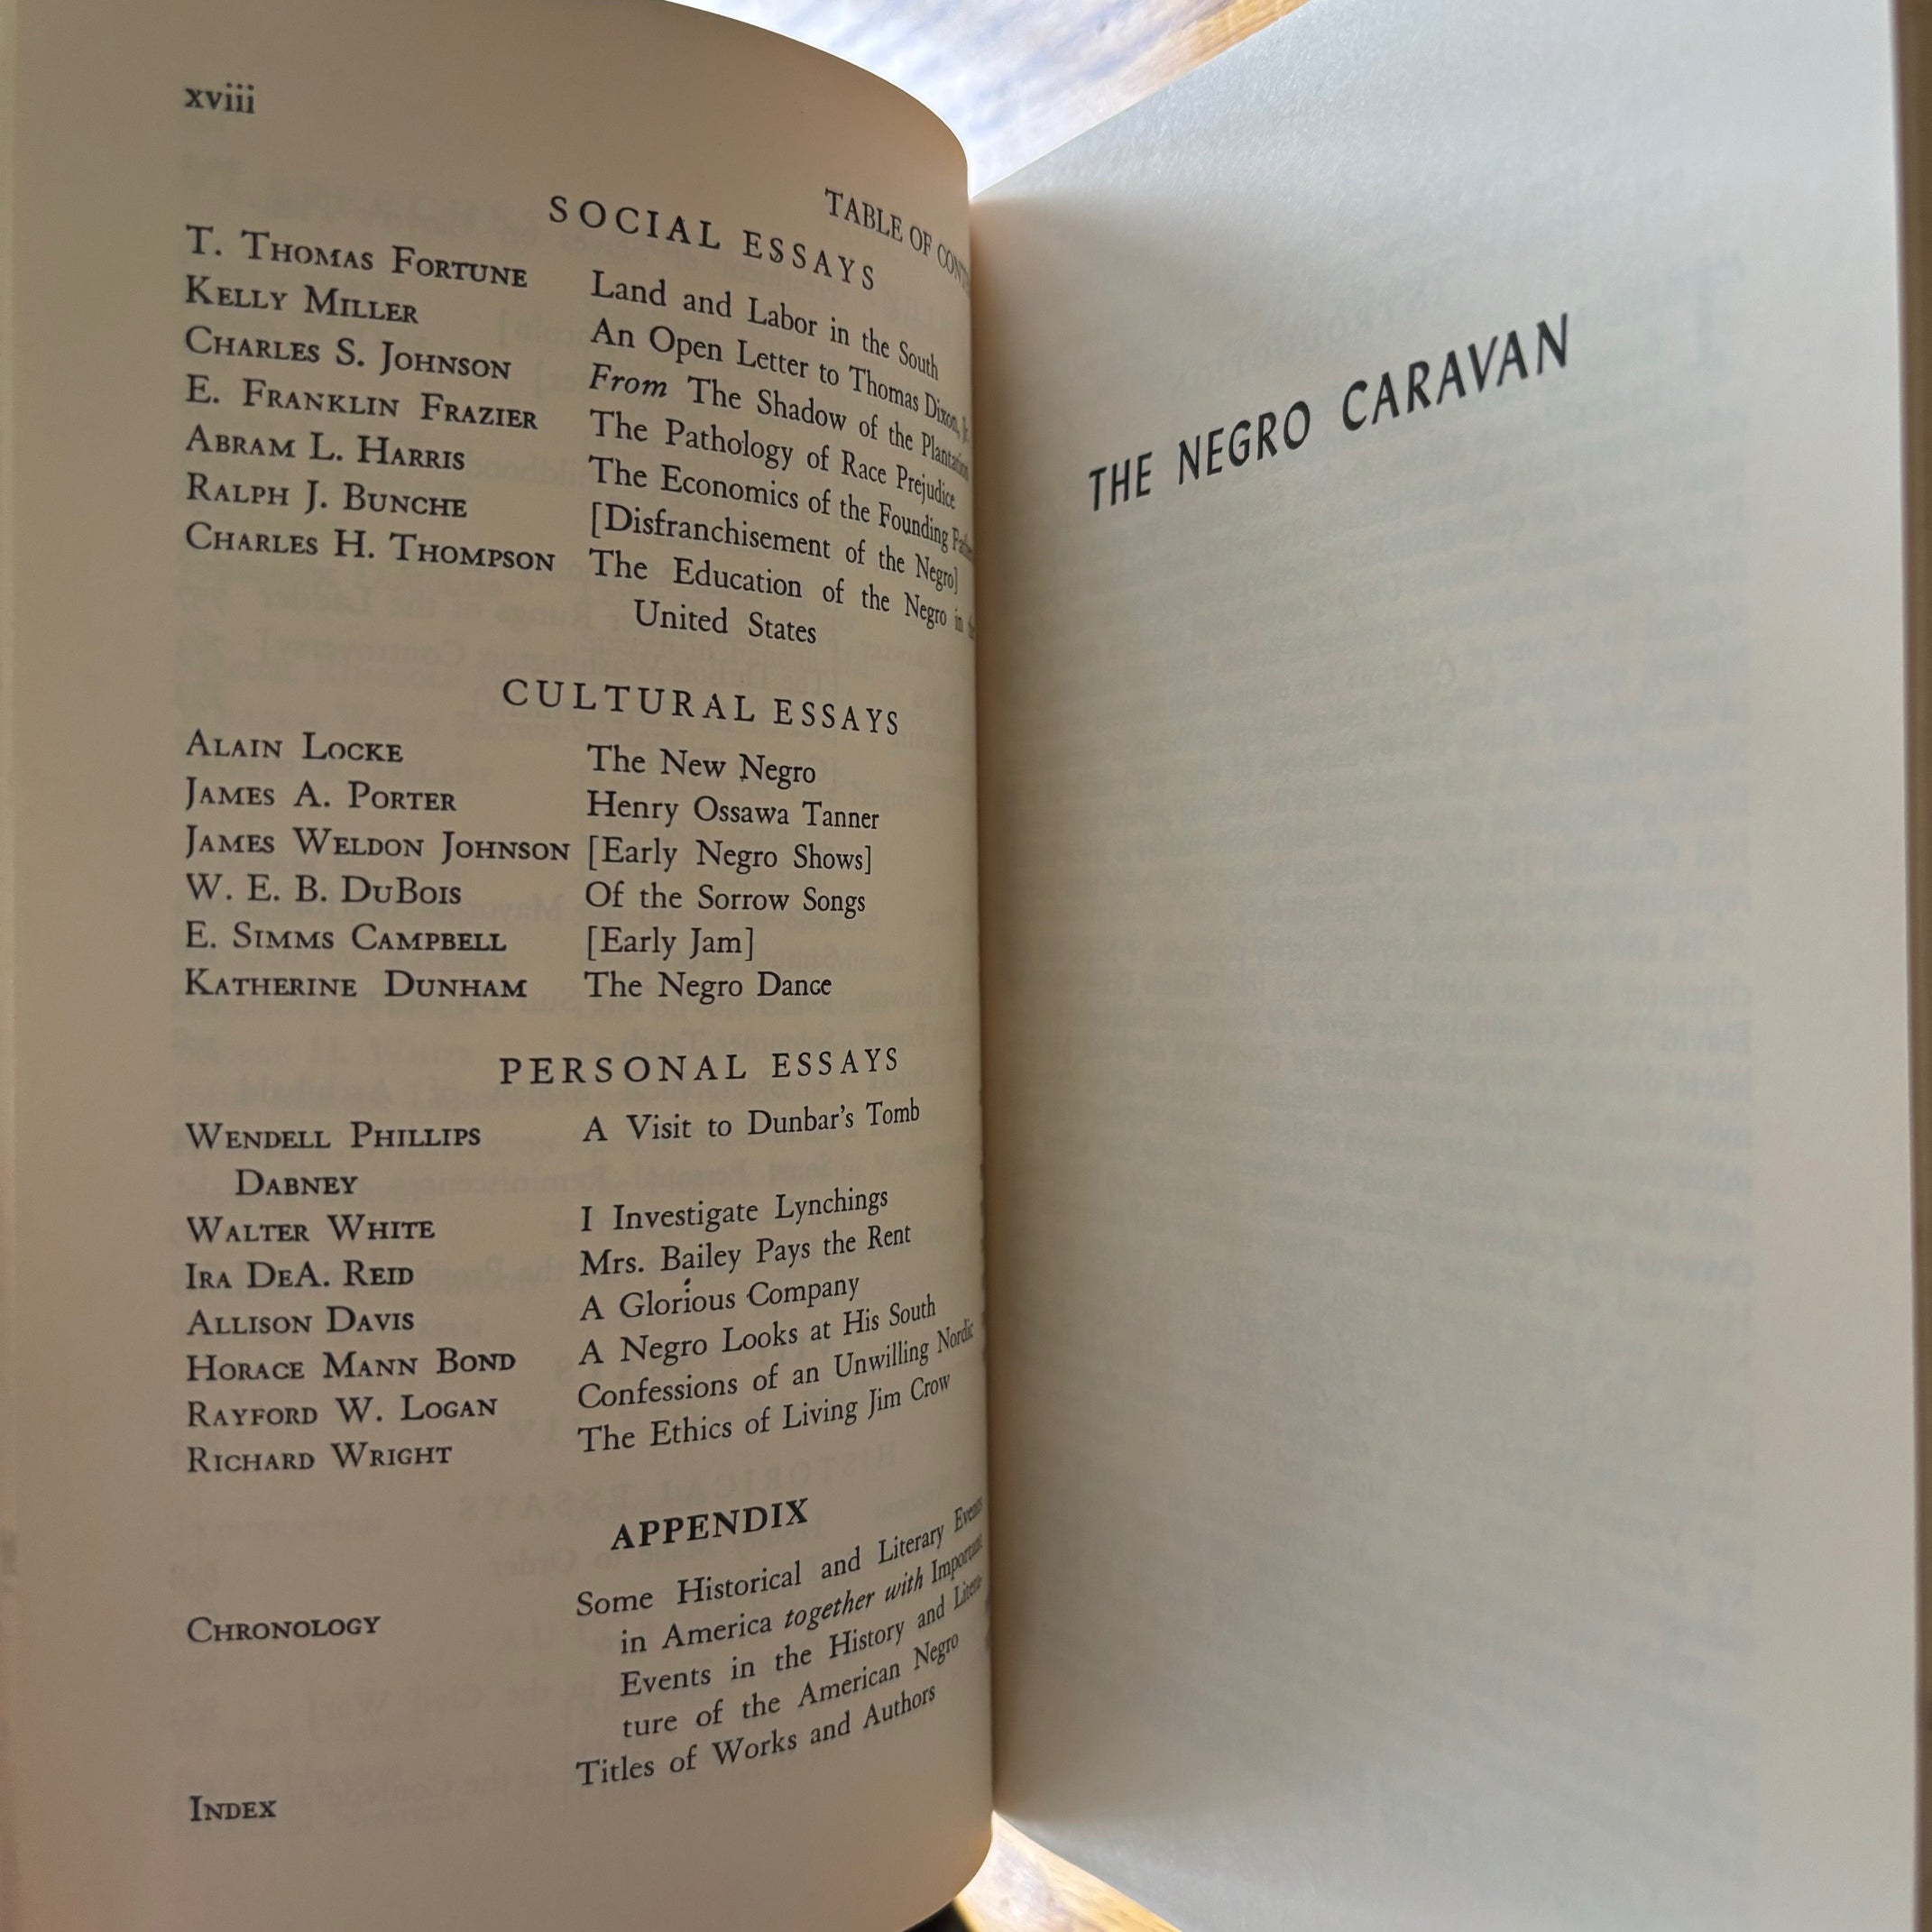 xviii
TABLE OF
SOCIAL ESSAYS
T. THOMAS FORTUNE Land and Labor in the South
KELLY MILLER An Open Letter to Thomas Dixon, Jr.
CHARLES S. JOHNSON From The Shadow of the Plantation
E. FRANKLIN FRAZIER The Pathology of Race Prejudice
ABRAM L. HARRIS The Economics of the Founding
RALPH J. BUNCHE [Disfranchisement of the Negro]
CHARLES H. THOMPSON The Education of the Negro in the
United States
CULTURAL ESSAYS
ALAIN LOCKE The New Negro
JAMES A. PORTER Henry Ossawa Tanner
JAMES WELDON JOHNSON [Early Negro Shows]
W. E. B. DUBOIS Of the Sorrow Songs
E. SIMMS CAMPBELL [Early Jam]
KATHERINE DUNHAM The Negro Dance
PERSONAL ESSAYS
WENDELL PHILLIPS A Visit to Dunbar's Tomb
DABNEY
WALTER WHITE I Investigate Lynchings
IRA DEA. REID Mrs. Bailey Pays the Rent
ALLISON DAVIS A Glorious Company
HORACE MANN BOND A Negro Looks at His South
RAYFORD W. LOGAN Confessions of an Unwilling Nordic
RICHARD WRIGHT The Ethics of Living Jim Crow
APPENDIX
CHRONOLOGY Some Historical and Literary Events
in America together with Important
Events in the History and Litera-
ture of the American Negro
INDEX Titles of Works and Authors
THE NEGRO CARAVAN